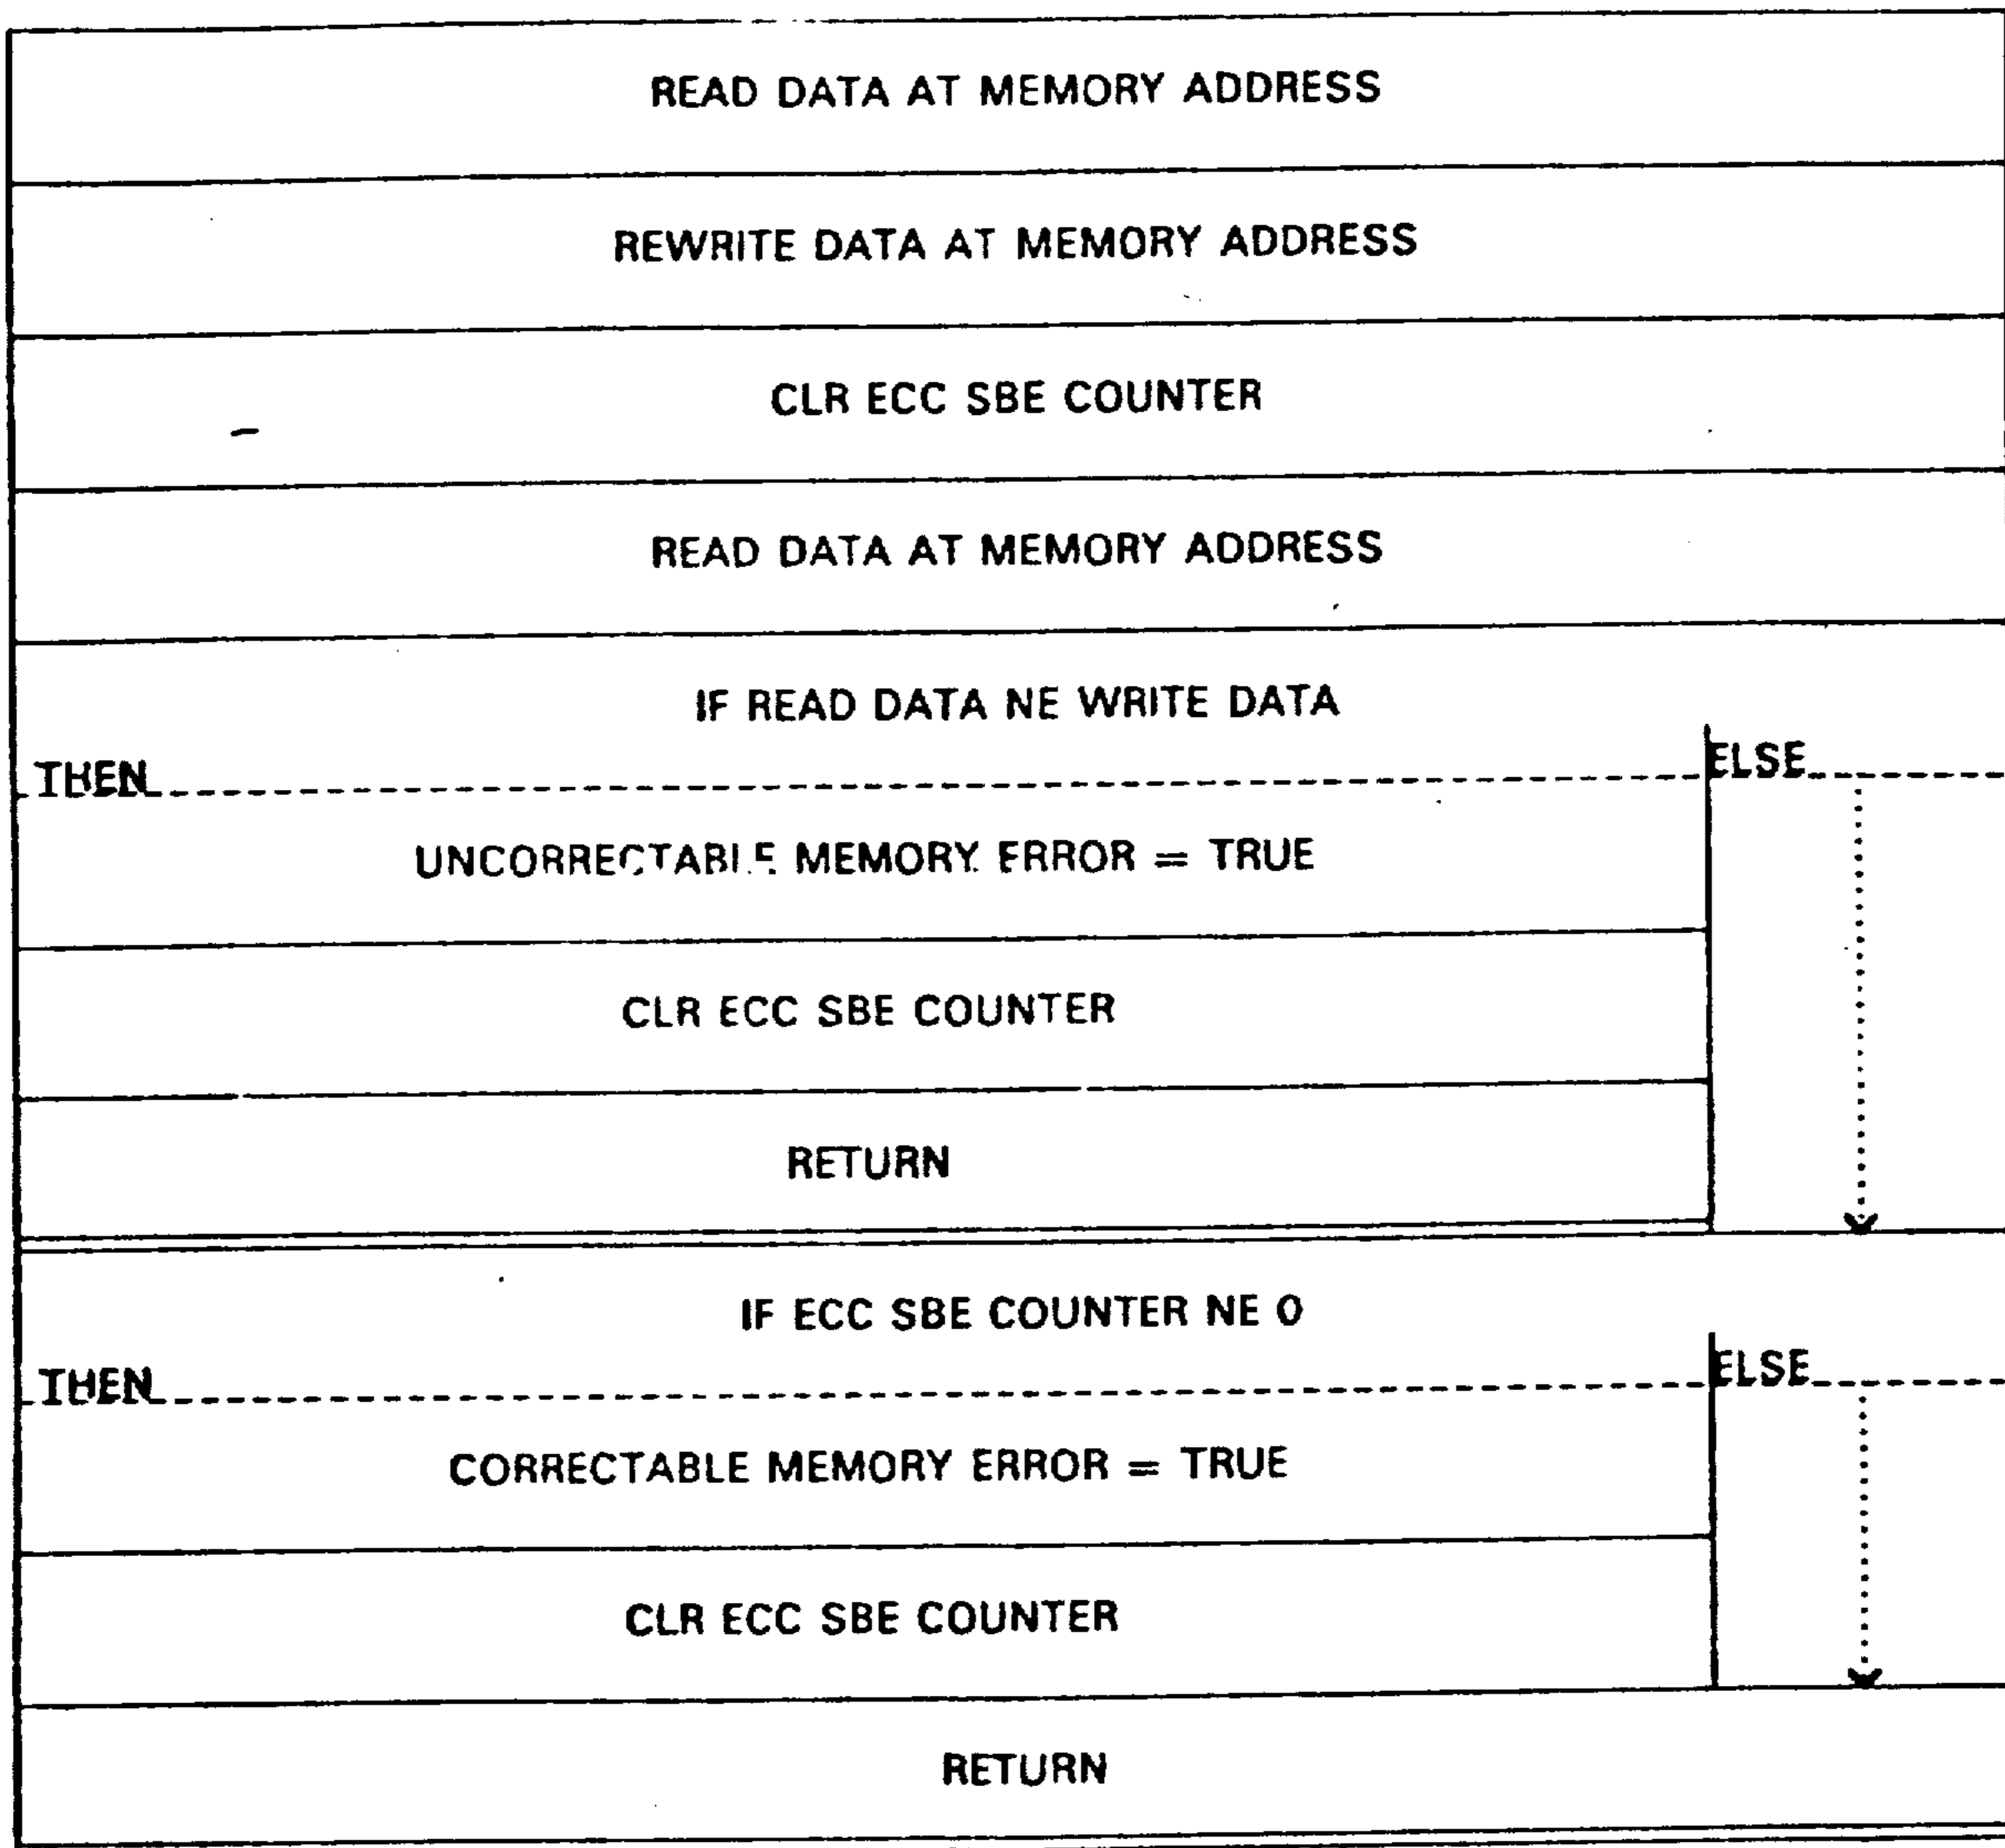 READ DATA AT MEMORY ADDRESS
REWRITE DATA AT MEMORY ADDRESS
CLR ECC SBE COUNTER
READ DATA AT MEMORY ADDRESS
IF READ DATA NE WRITE DATA
THEN ELSE
UNCORRECTABLE MEMORY ERROR = TRUE
CLR ECC SBE COUNTER
RETURN
IF ECC SBE COUNTER NE 0
THEN ELSE
CORRECTABLE MEMORY ERROR = TRUE
CLR ECC SBE COUNTER
RETURN